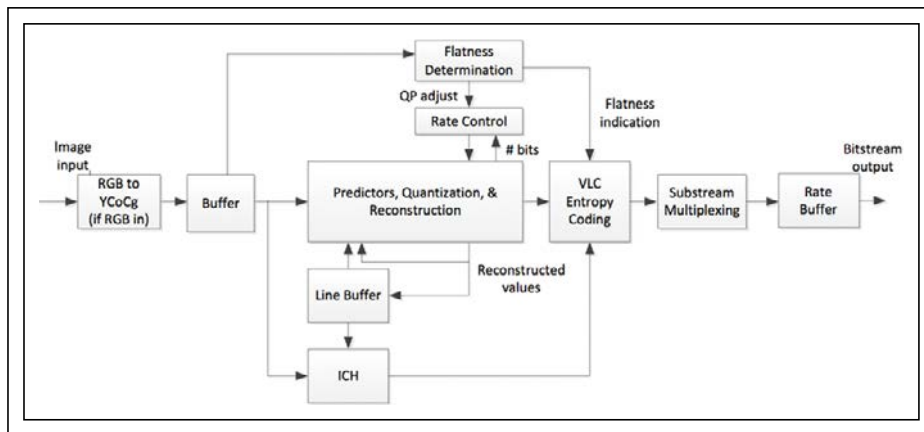 Flatness
Determination
QP adjust
Flatness
indication
Rate Control
# bits
Image
input
RGB to
YCoCg
(if RGB in)
Buffer
Predictors, Quantization, &
Reconstruction
VLC
Entropy
Coding
Substream
Multiplexing
Rate
Buffer
Bitstream
output
Reconstructed
values
Line Buffer
ICH